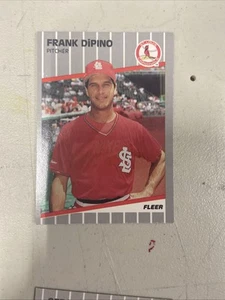 FRANK DiPINO
PITCHER
FLEER